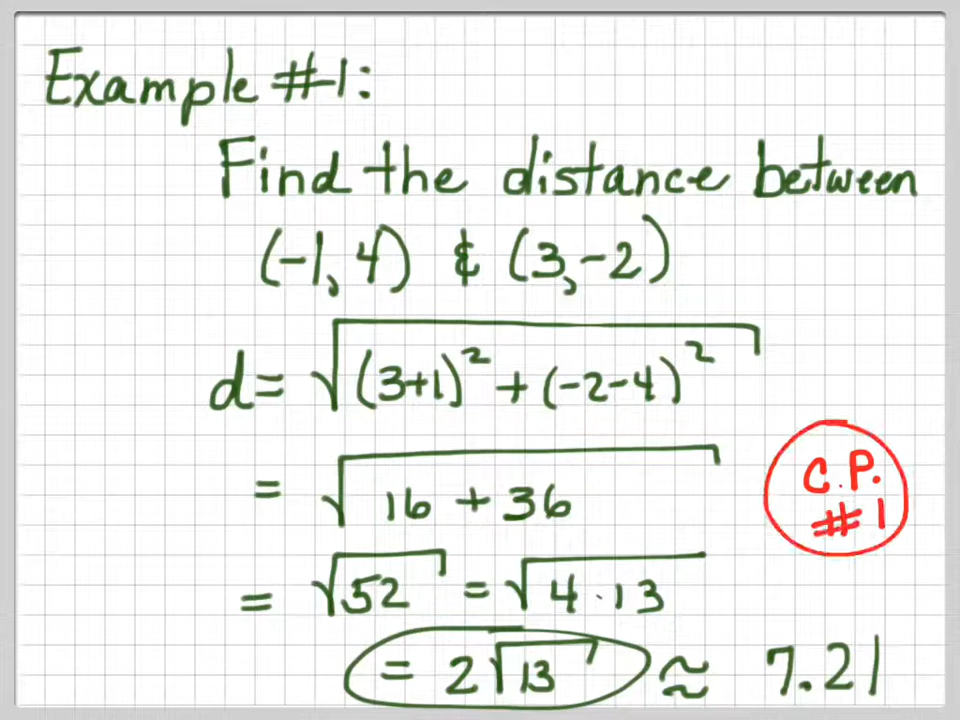 Example #1:
Find the distance between
(-1, 4) & (3, -2)
d = √(3+1)² + (-2-4)²
= √16 + 36
C.P.
#1
= √52 = √4·13
= 2√13 ≈ 7.21